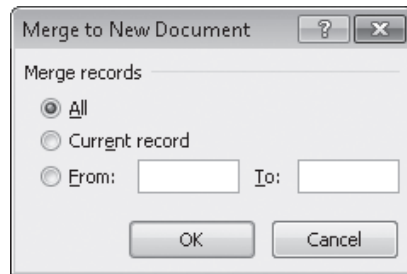 Merge to New Document
Merge records
All
Current record
From: To:
OK Cancel